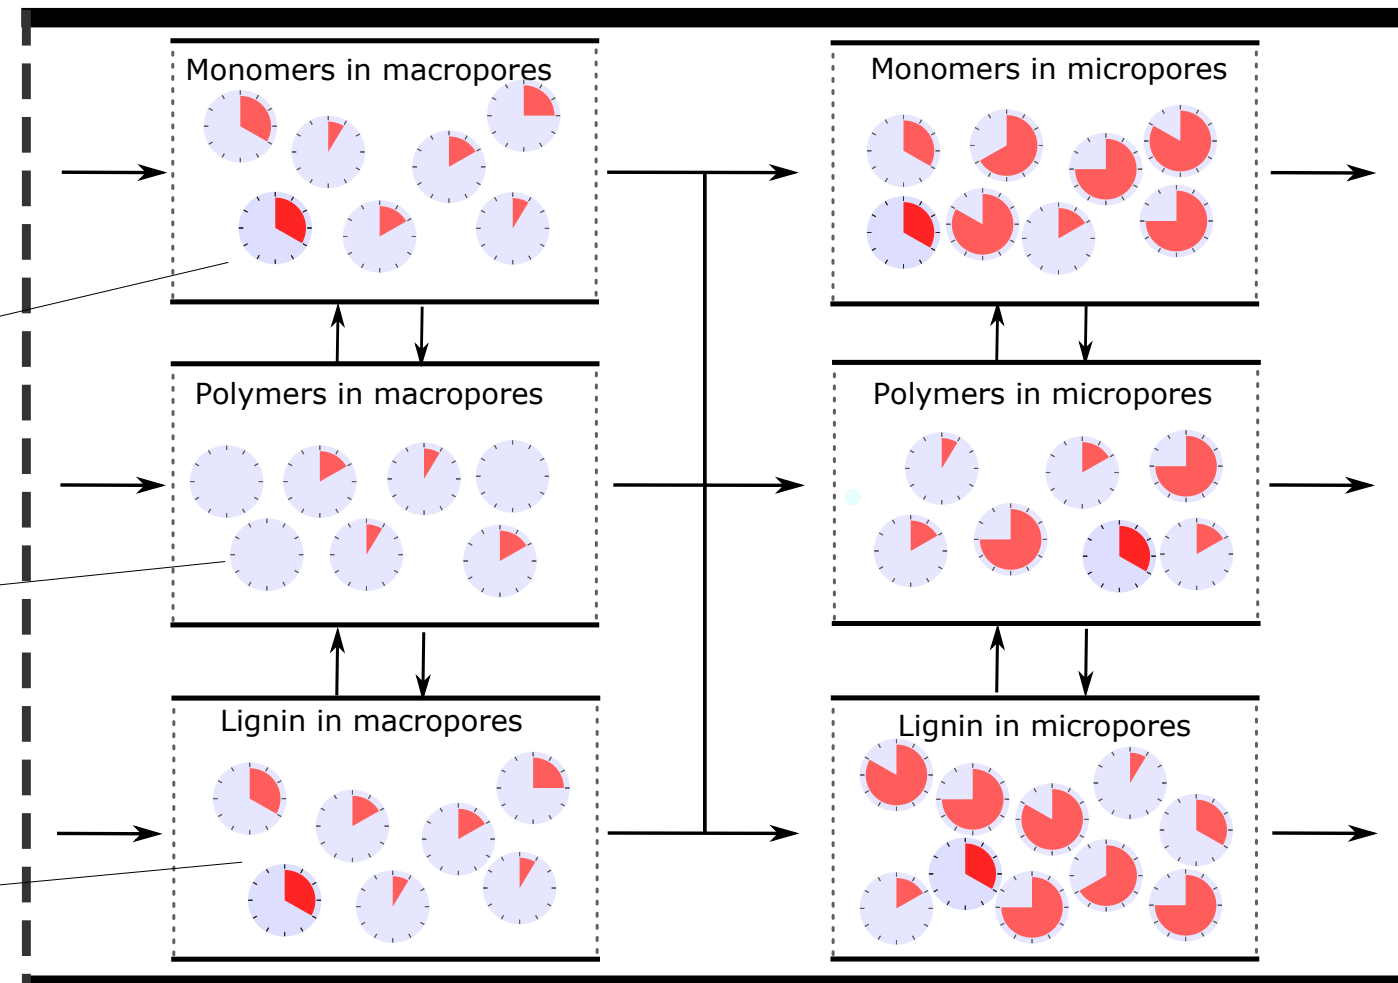 Monomers in macropores
Monomers in micropores
Polymers in macropores
Polymers in micropores
Lignin in macropores
Lignin in micropores